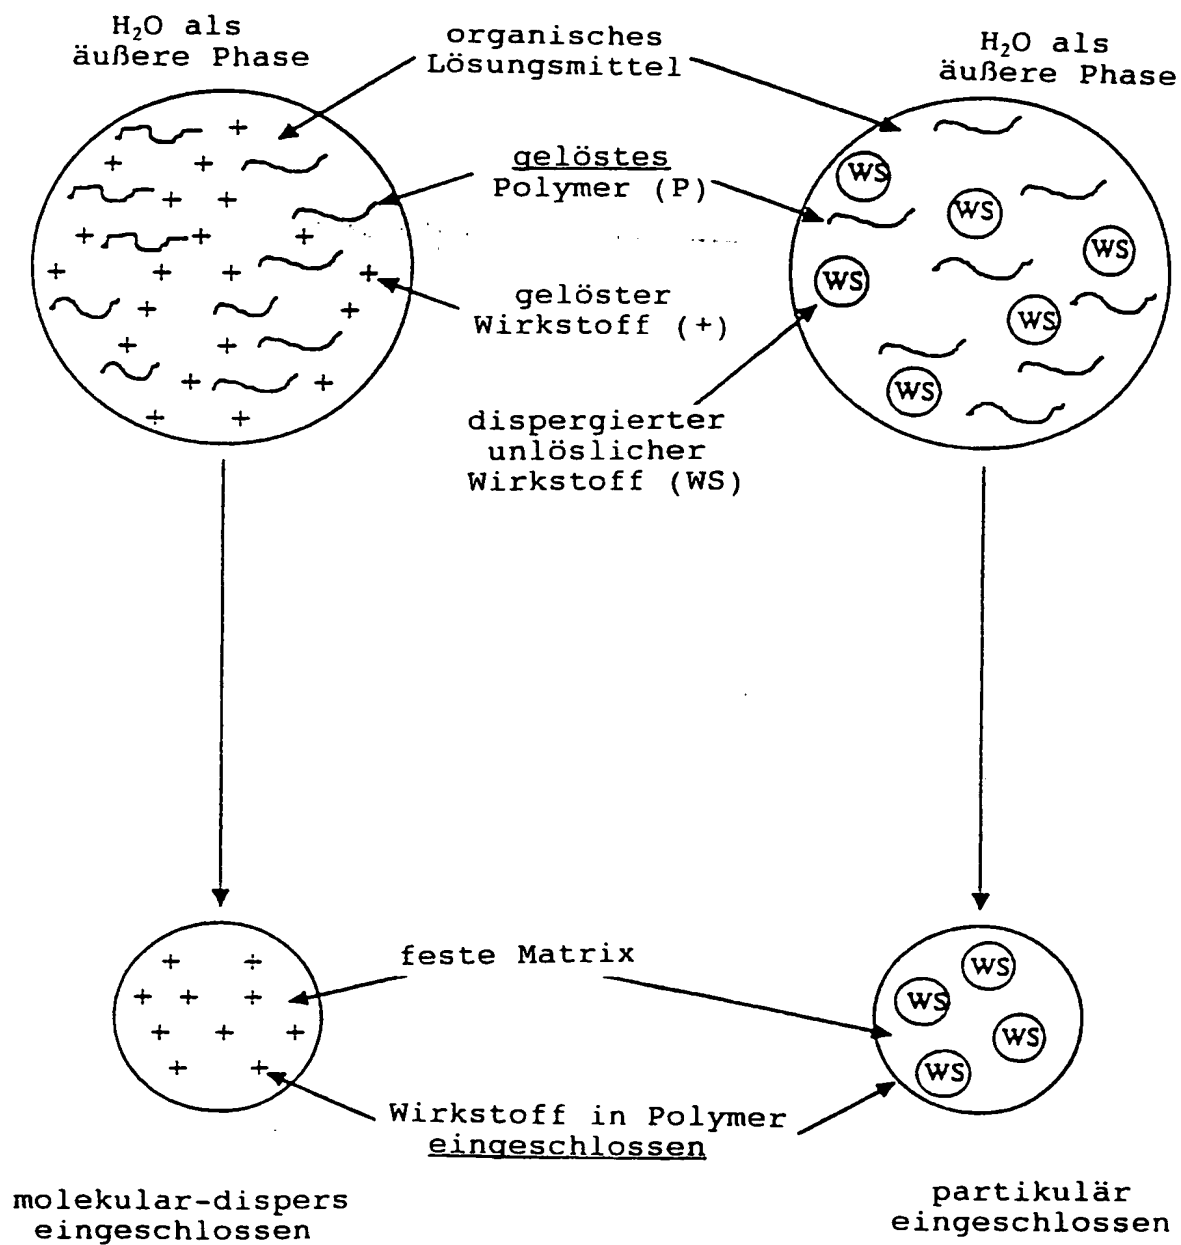 H₂O als
äußere Phase
organisches
Lösungsmittel
H₂O als
äußere Phase
gelöstes
Polymer (P)
gelöster
Wirkstoff (+)
dispergierter
unlöslicher
Wirkstoff (WS)
WS
WS
WS
WS
WS
WS
feste Matrix
WS
WS
WS
WS
Wirkstoff in Polymer
eingeschlossen
molekular-dispers
eingeschlossen
partikulär
eingeschlossen